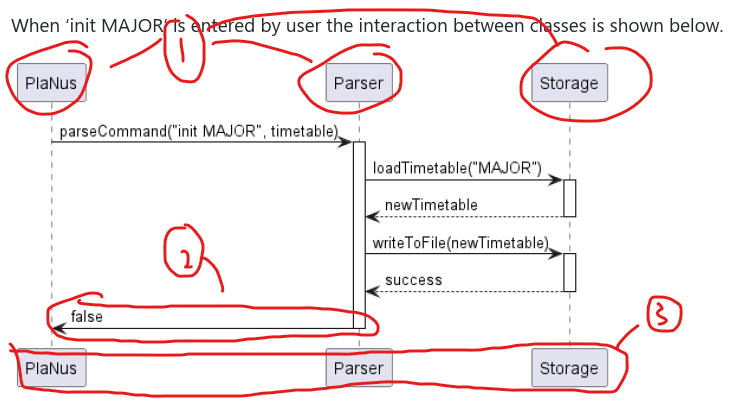 When ‘init MAJOR’ is entered by user the interaction between classes is shown below.
1
PlaNus Parser Storage
parseCommand("init MAJOR", timetable)
loadTimetable("MAJOR")
newTimetable
writeToFile(newTimetable)
2
success
false
3
PlaNus Parser Storage